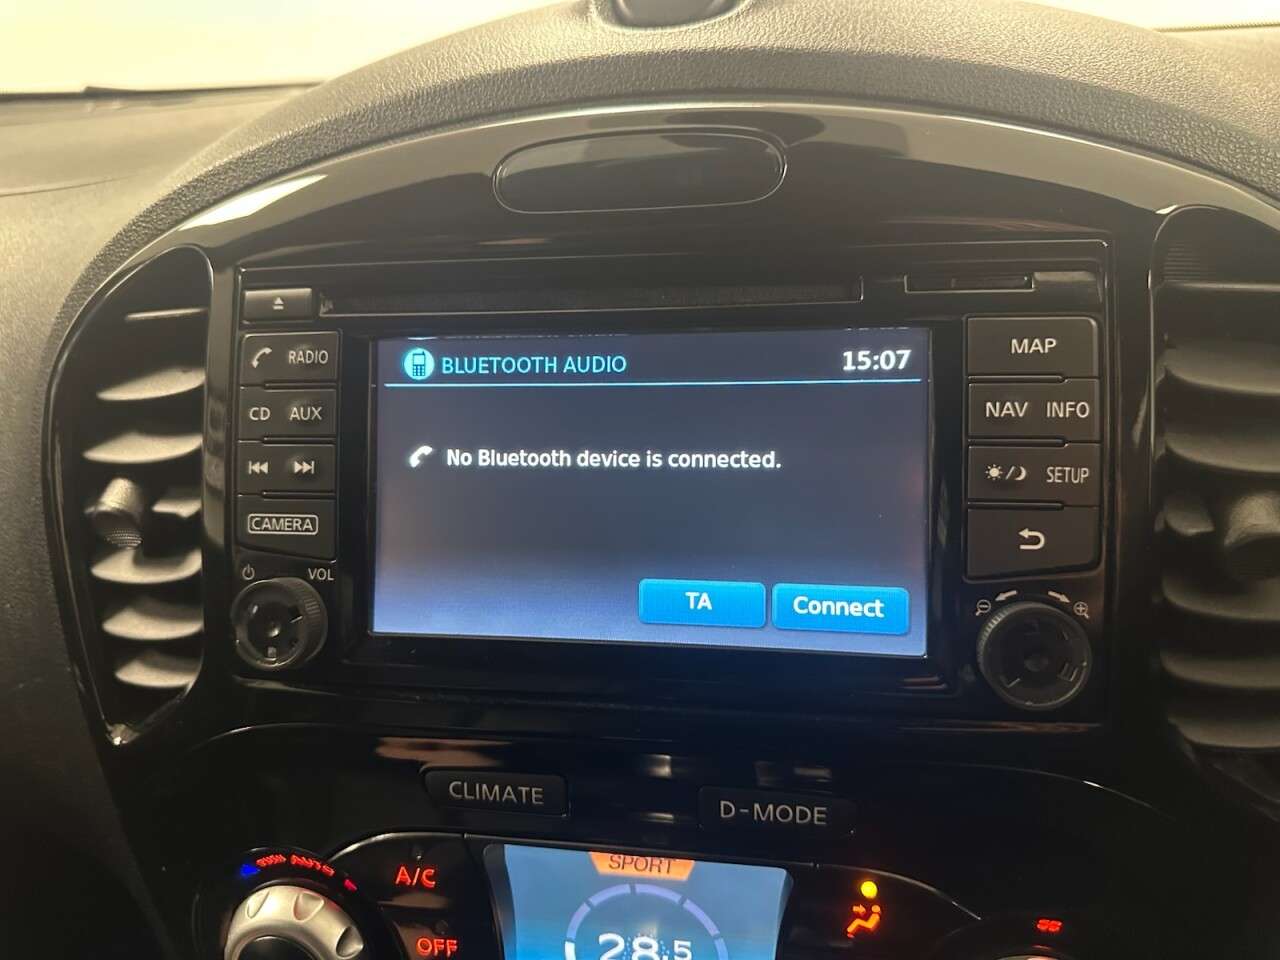 BLUETOOTH AUDIO
15:07
No Bluetooth device is connected.
TA
Connect
RADIO
CD AUX
CAMERA
VOL
MAP
NAV INFO
SETUP
CLIMATE
D-MODE
AUTO
A/C
OFF
SPORT
28.5